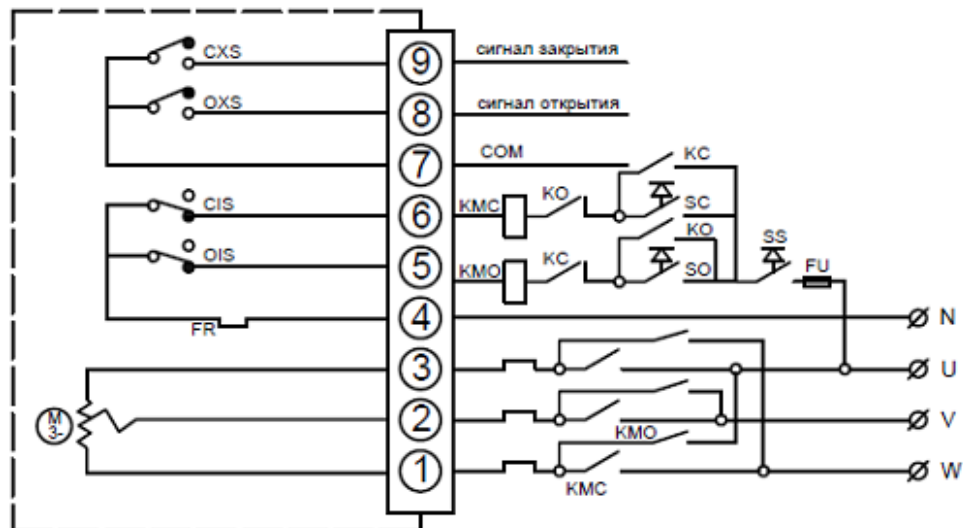 CXS 9 сигнал закрытия
OXS 8 сигнал открытия
7 COM KC
CIS 6 KMC KO SC
KO SS
OIS 5 KMO KC SO FU
FR 4 N
3 U
M
3~ 2 V
KMO
1 W
KMC